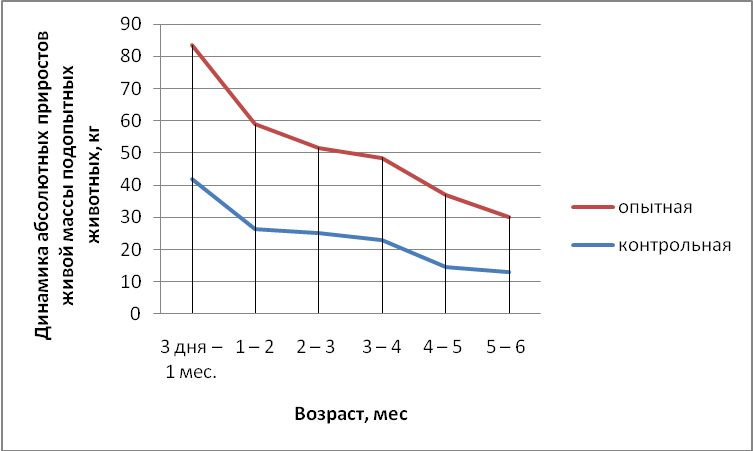 Динамика абсолютных приростов
живой массы подопытных
животных, кг
90
80
70
60
50
40
30
20
10
0
3 дня –
1 мес.
1 – 2
2 – 3
3 – 4
4 – 5
5 – 6
Возраст, мес
опытная
контрольная